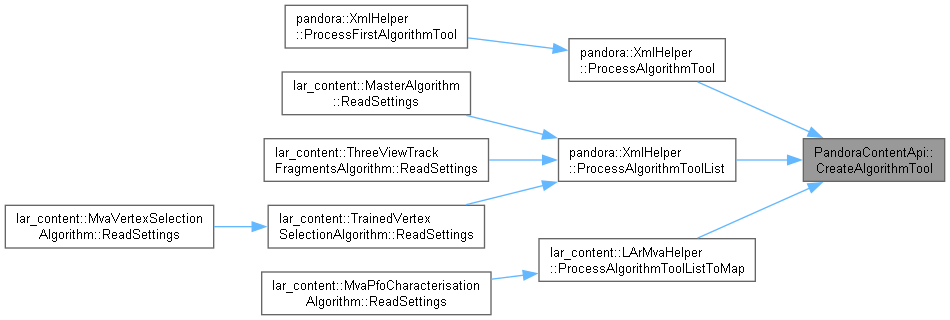 pandora::XmlHelper
::ProcessFirstAlgorithmTool
pandora::XmlHelper
::ProcessAlgorithmTool
lar_content::MasterAlgorithm
::ReadSettings
lar_content::ThreeViewTrack
FragmentsAlgorithm::ReadSettings
pandora::XmlHelper
::ProcessAlgorithmToolList
PandoraContentApi::
CreateAlgorithmTool
lar_content::MvaVertexSelection
Algorithm::ReadSettings
lar_content::TrainedVertex
SelectionAlgorithm::ReadSettings
lar_content::LArMvaHelper
::ProcessAlgorithmToolListToMap
lar_content::MvaPfoCharacterisation
Algorithm::ReadSettings